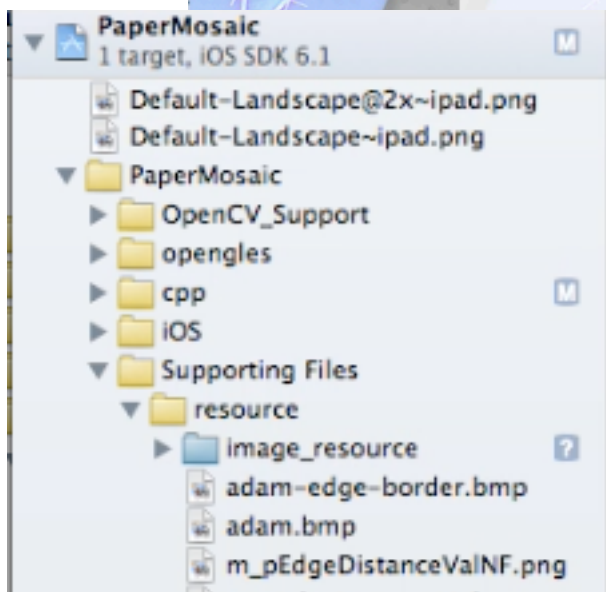 PaperMosaic
M
1 target, iOS SDK 6.1
Default-Landscape@2x~ipad.png
Default-Landscape~ipad.png
PaperMosaic
OpenCV_Support
opengles
cpp
M
iOS
Supporting Files
resource
image_resource
?
adam-edge-border.bmp
adam.bmp
m_pEdgeDistanceValNF.png